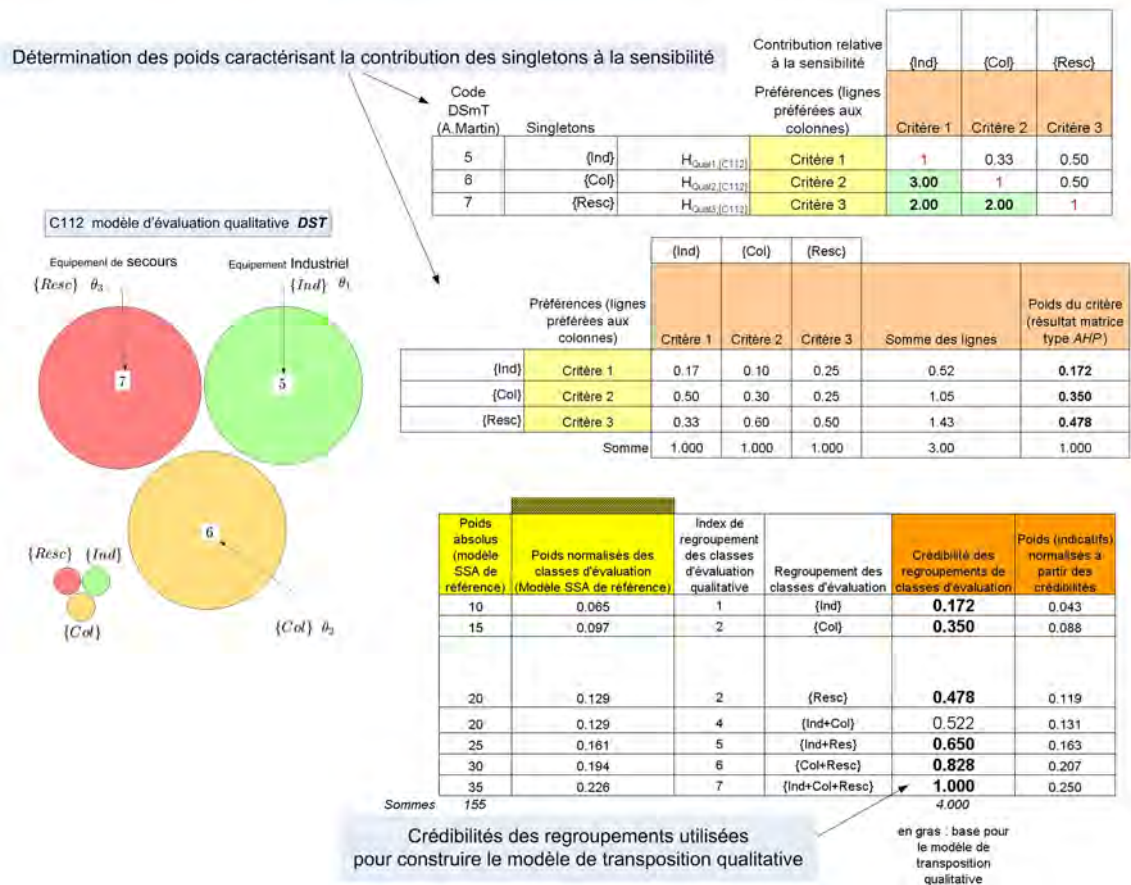 Détermination des poids caractérisant la contribution des singletons à la sensibilité
Contribution relative
à la sensibilité
{Ind} {Col} {Resc}
Code
DSmT
(A.Martin)
Singletons
Préférences (lignes
préférées aux
colonnes)
Critère 1 Critère 2 Critère 3
5 {Ind} H_Qual1,[C112] Critère 1 1 0.33 0.50
6 {Col} H_Qual2,[C112] Critère 2 3.00 1 0.50
7 {Resc} H_Qual3,[C112] Critère 3 2.00 2.00 1
C112 modèle d'évaluation qualitative DST
Equipement de secours
{Resc} θ3
Equipement Industriel
{Ind} θ1
7
5
6
{Resc} {Ind}
{Col}
{Col} θ2
{Ind} {Col} {Resc}
Préférences (lignes
préférées aux
colonnes)
Critère 1 Critère 2 Critère 3 Somme des lignes
Poids du critère
(résultat matrice
type AHP)
{Ind} Critère 1 0.17 0.10 0.25 0.52 0.172
{Col} Critère 2 0.50 0.30 0.25 1.05 0.350
{Resc} Critère 3 0.33 0.60 0.50 1.43 0.478
Somme 1.000 1.000 1.000 3.00 1.000
Poids
absolus
(modèle
SSA de
référence)
Poids normalisés des
classes d'évaluation
(Modèle SSA de référence)
Index de
regroupement
des classes
d'évaluation
qualitative
Regroupement des
classes d'évaluation
Crédibilité des
regroupements de
classes d'évaluation
Poids (indicatifs)
normalisés a
partir des
crédibilités
10 0.065 1 {Ind} 0.172 0.043
15 0.097 2 {Col} 0.350 0.088
20 0.129 2 {Resc} 0.478 0.119
20 0.129 4 {Ind+Col} 0.522 0.131
25 0.161 5 {Ind+Res} 0.650 0.163
30 0.194 6 {Col+Resc} 0.828 0.207
35 0.226 7 {Ind+Col+Resc} 1.000 0.250
Sommes 155 4.000
Crédibilités des regroupements utilisées
pour construire le modèle de transposition qualitative
en gras : base pour
le modèle de
transposition
qualitative